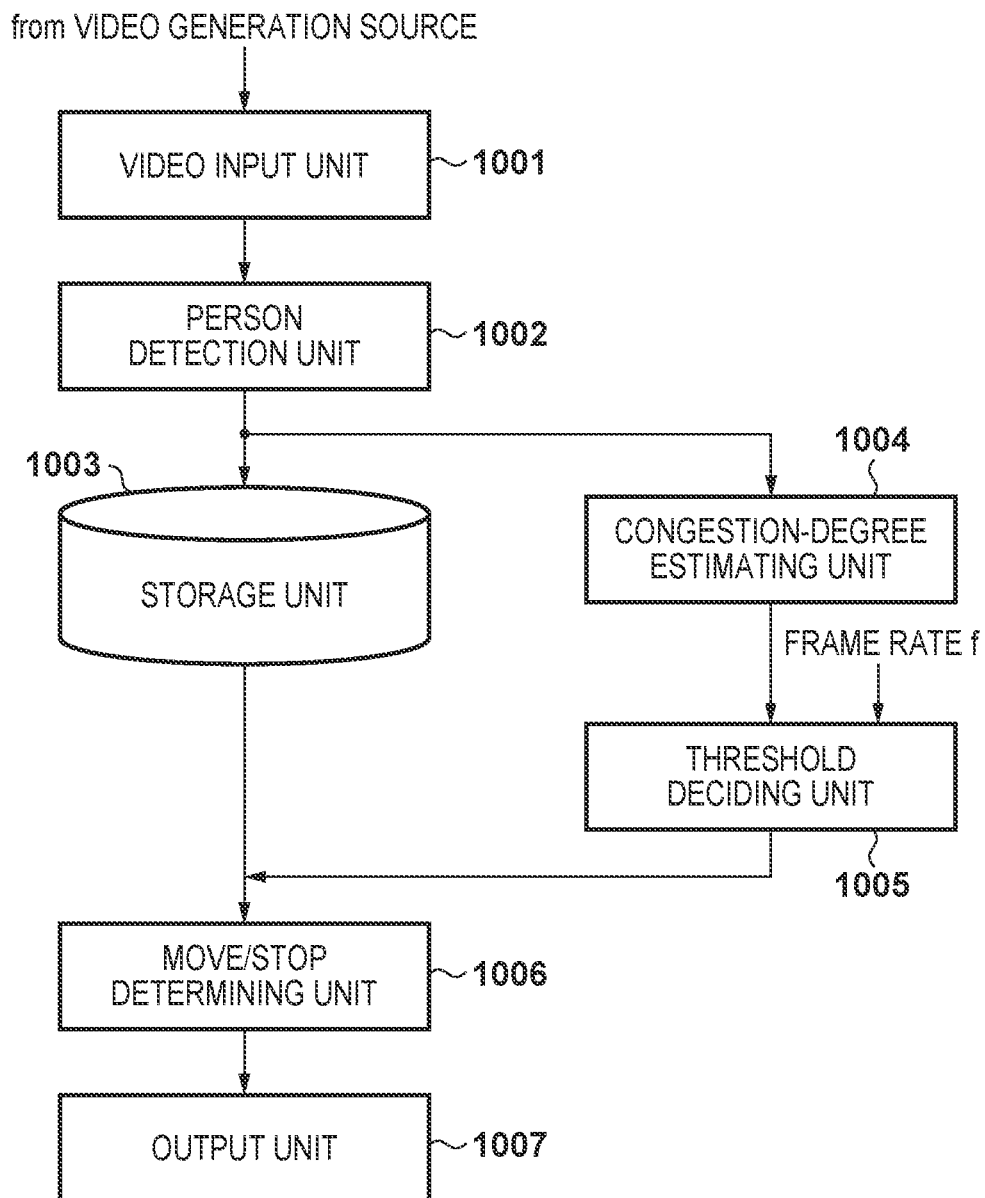 from VIDEO GENERATION SOURCE
VIDEO INPUT UNIT
1001
PERSON
DETECTION UNIT
1002
1003
STORAGE UNIT
1004
CONGESTION-DEGREE
ESTIMATING UNIT
FRAME RATE f
THRESHOLD
DECIDING UNIT
1005
MOVE/STOP
DETERMINING UNIT
1006
OUTPUT UNIT
1007